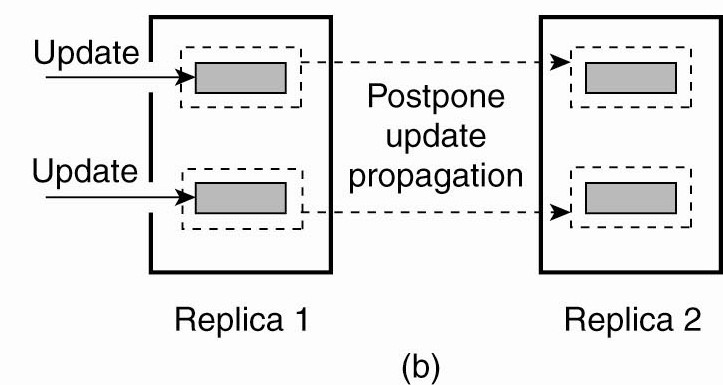 Update
Postpone
update
propagation
Update
Replica 1
Replica 2
(b)